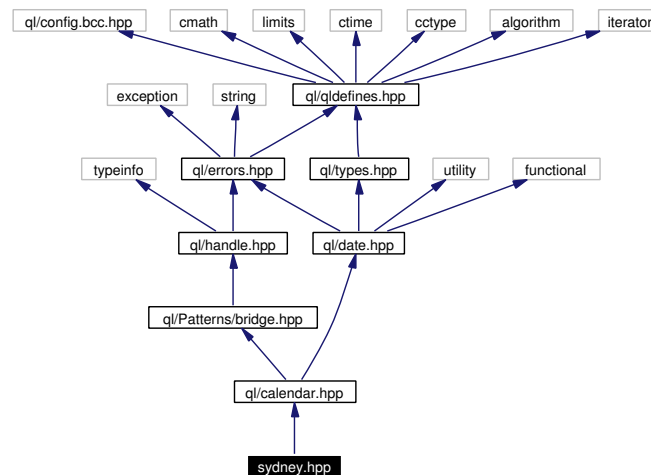 ql/config.bcc.hpp
cmath
limits
ctime
cctype
algorithm
iterator
exception
string
ql/qldefines.hpp
typeinfo
ql/errors.hpp
ql/types.hpp
utility
functional
ql/handle.hpp
ql/date.hpp
ql/Patterns/bridge.hpp
ql/calendar.hpp
sydney.hpp